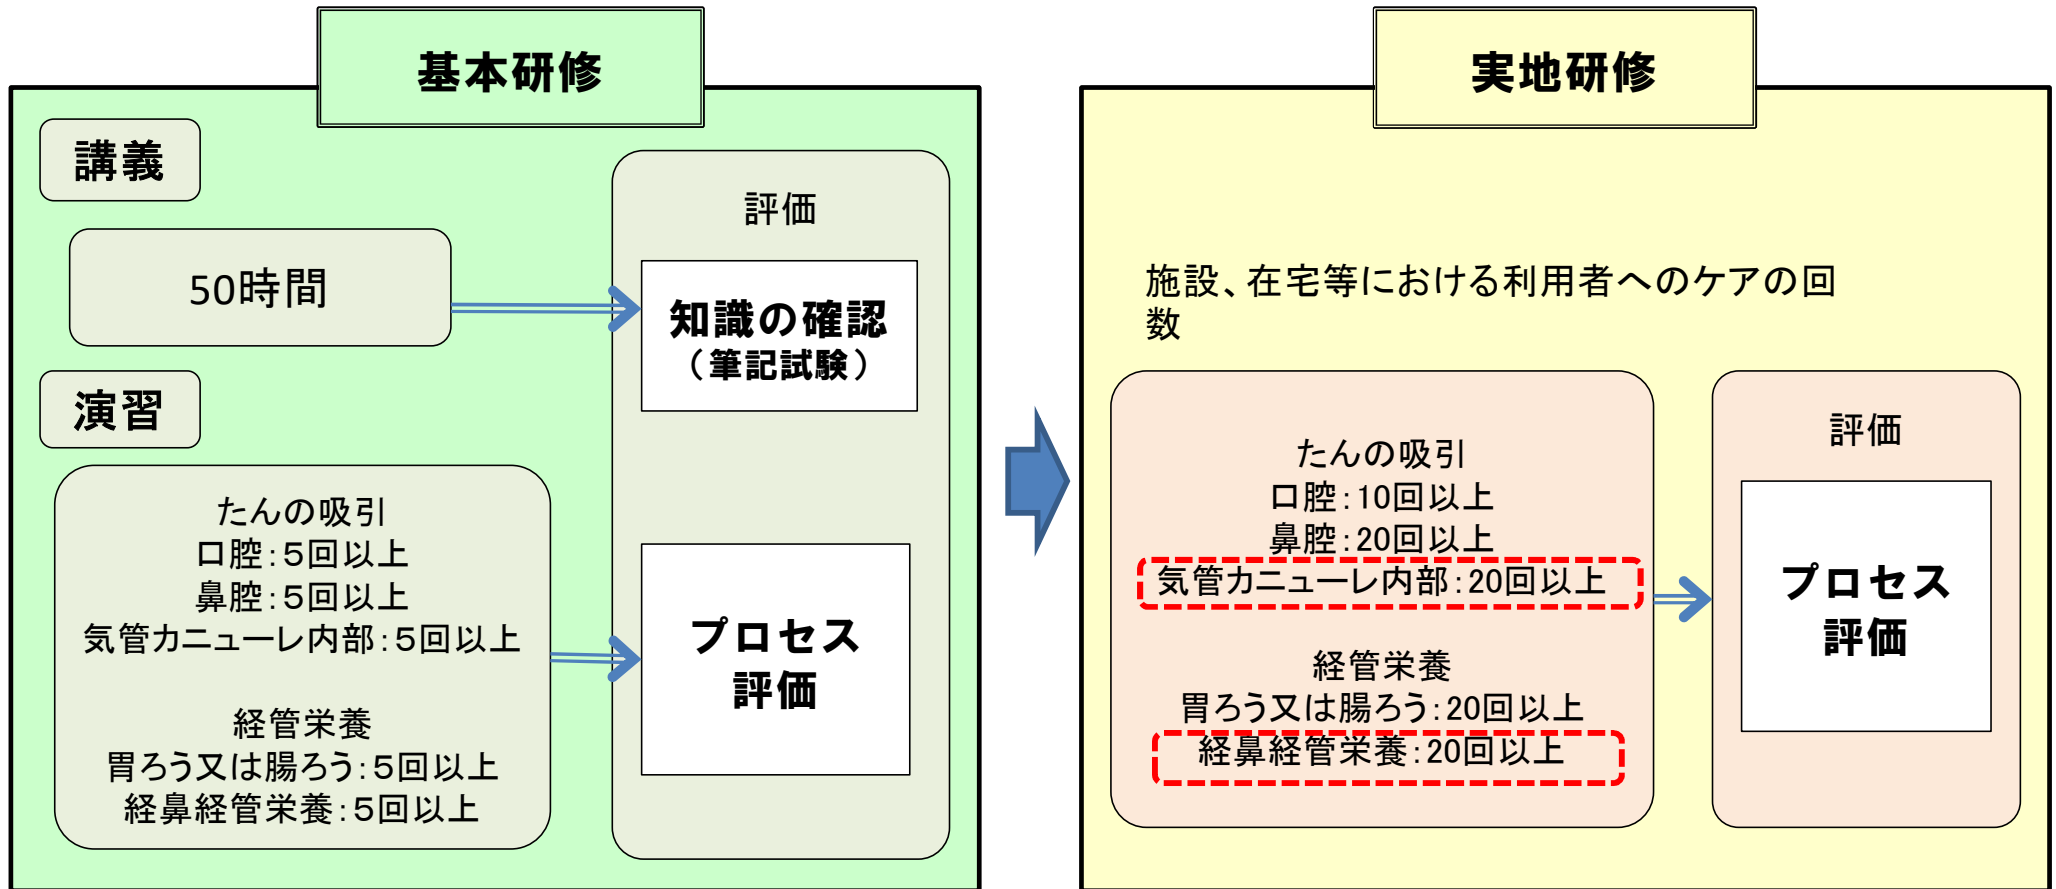 基本研修
講義
50時間
演習
たんの吸引
口腔：５回以上
鼻腔：５回以上
気管カニューレ内部：５回以上
経管栄養
胃ろう又は腸ろう：５回以上
経鼻経管栄養：５回以上
評価
知識の確認
（筆記試験）
プロセス
評価
実地研修
施設、在宅等における利用者へのケアの回
数
たんの吸引
口腔：10回以上
鼻腔：20回以上
気管カニューレ内部：20回以上
経管栄養
胃ろう又は腸ろう：20回以上
経鼻経管栄養：20回以上
評価
プロセス
評価